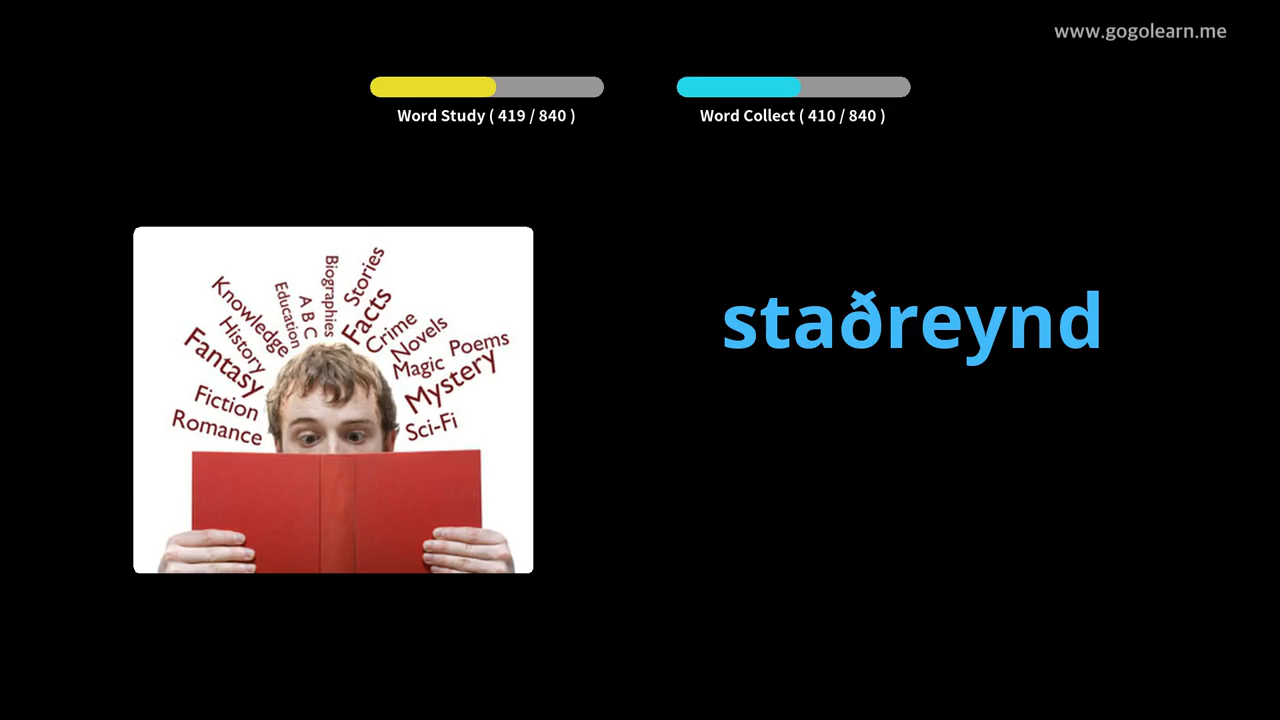 www.gogolearn.me
Word Study ( 419 / 840 )
Word Collect ( 410 / 840 )
staðreynd
Romance
Fiction
Fantasy
History
Knowledge
Education
A B C
Biographies
Stories
Facts
Crime
Novels
Magic
Poems
Mystery
Sci-Fi